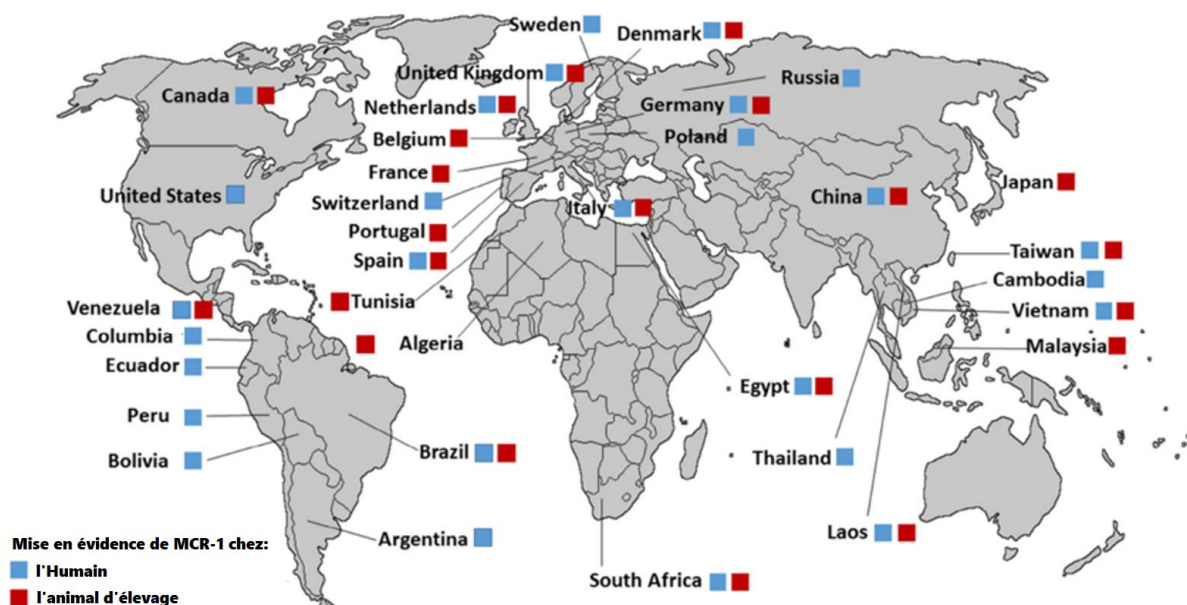 Sweden
Denmark
United Kingdom
Russia
Canada
Netherlands
Germany
Belgium
Poland
France
Japan
United States
Switzerland
Italy
China
Portugal
Taiwan
Spain
Cambodia
Venezuela
Tunisia
Vietnam
Columbia
Algeria
Malaysia
Ecuador
Egypt
Peru
Brazil
Thailand
Bolivia
Argentina
Laos
Mise en évidence de MCR-1 chez:
l'Humain
South Africa
l'animal d'élevage